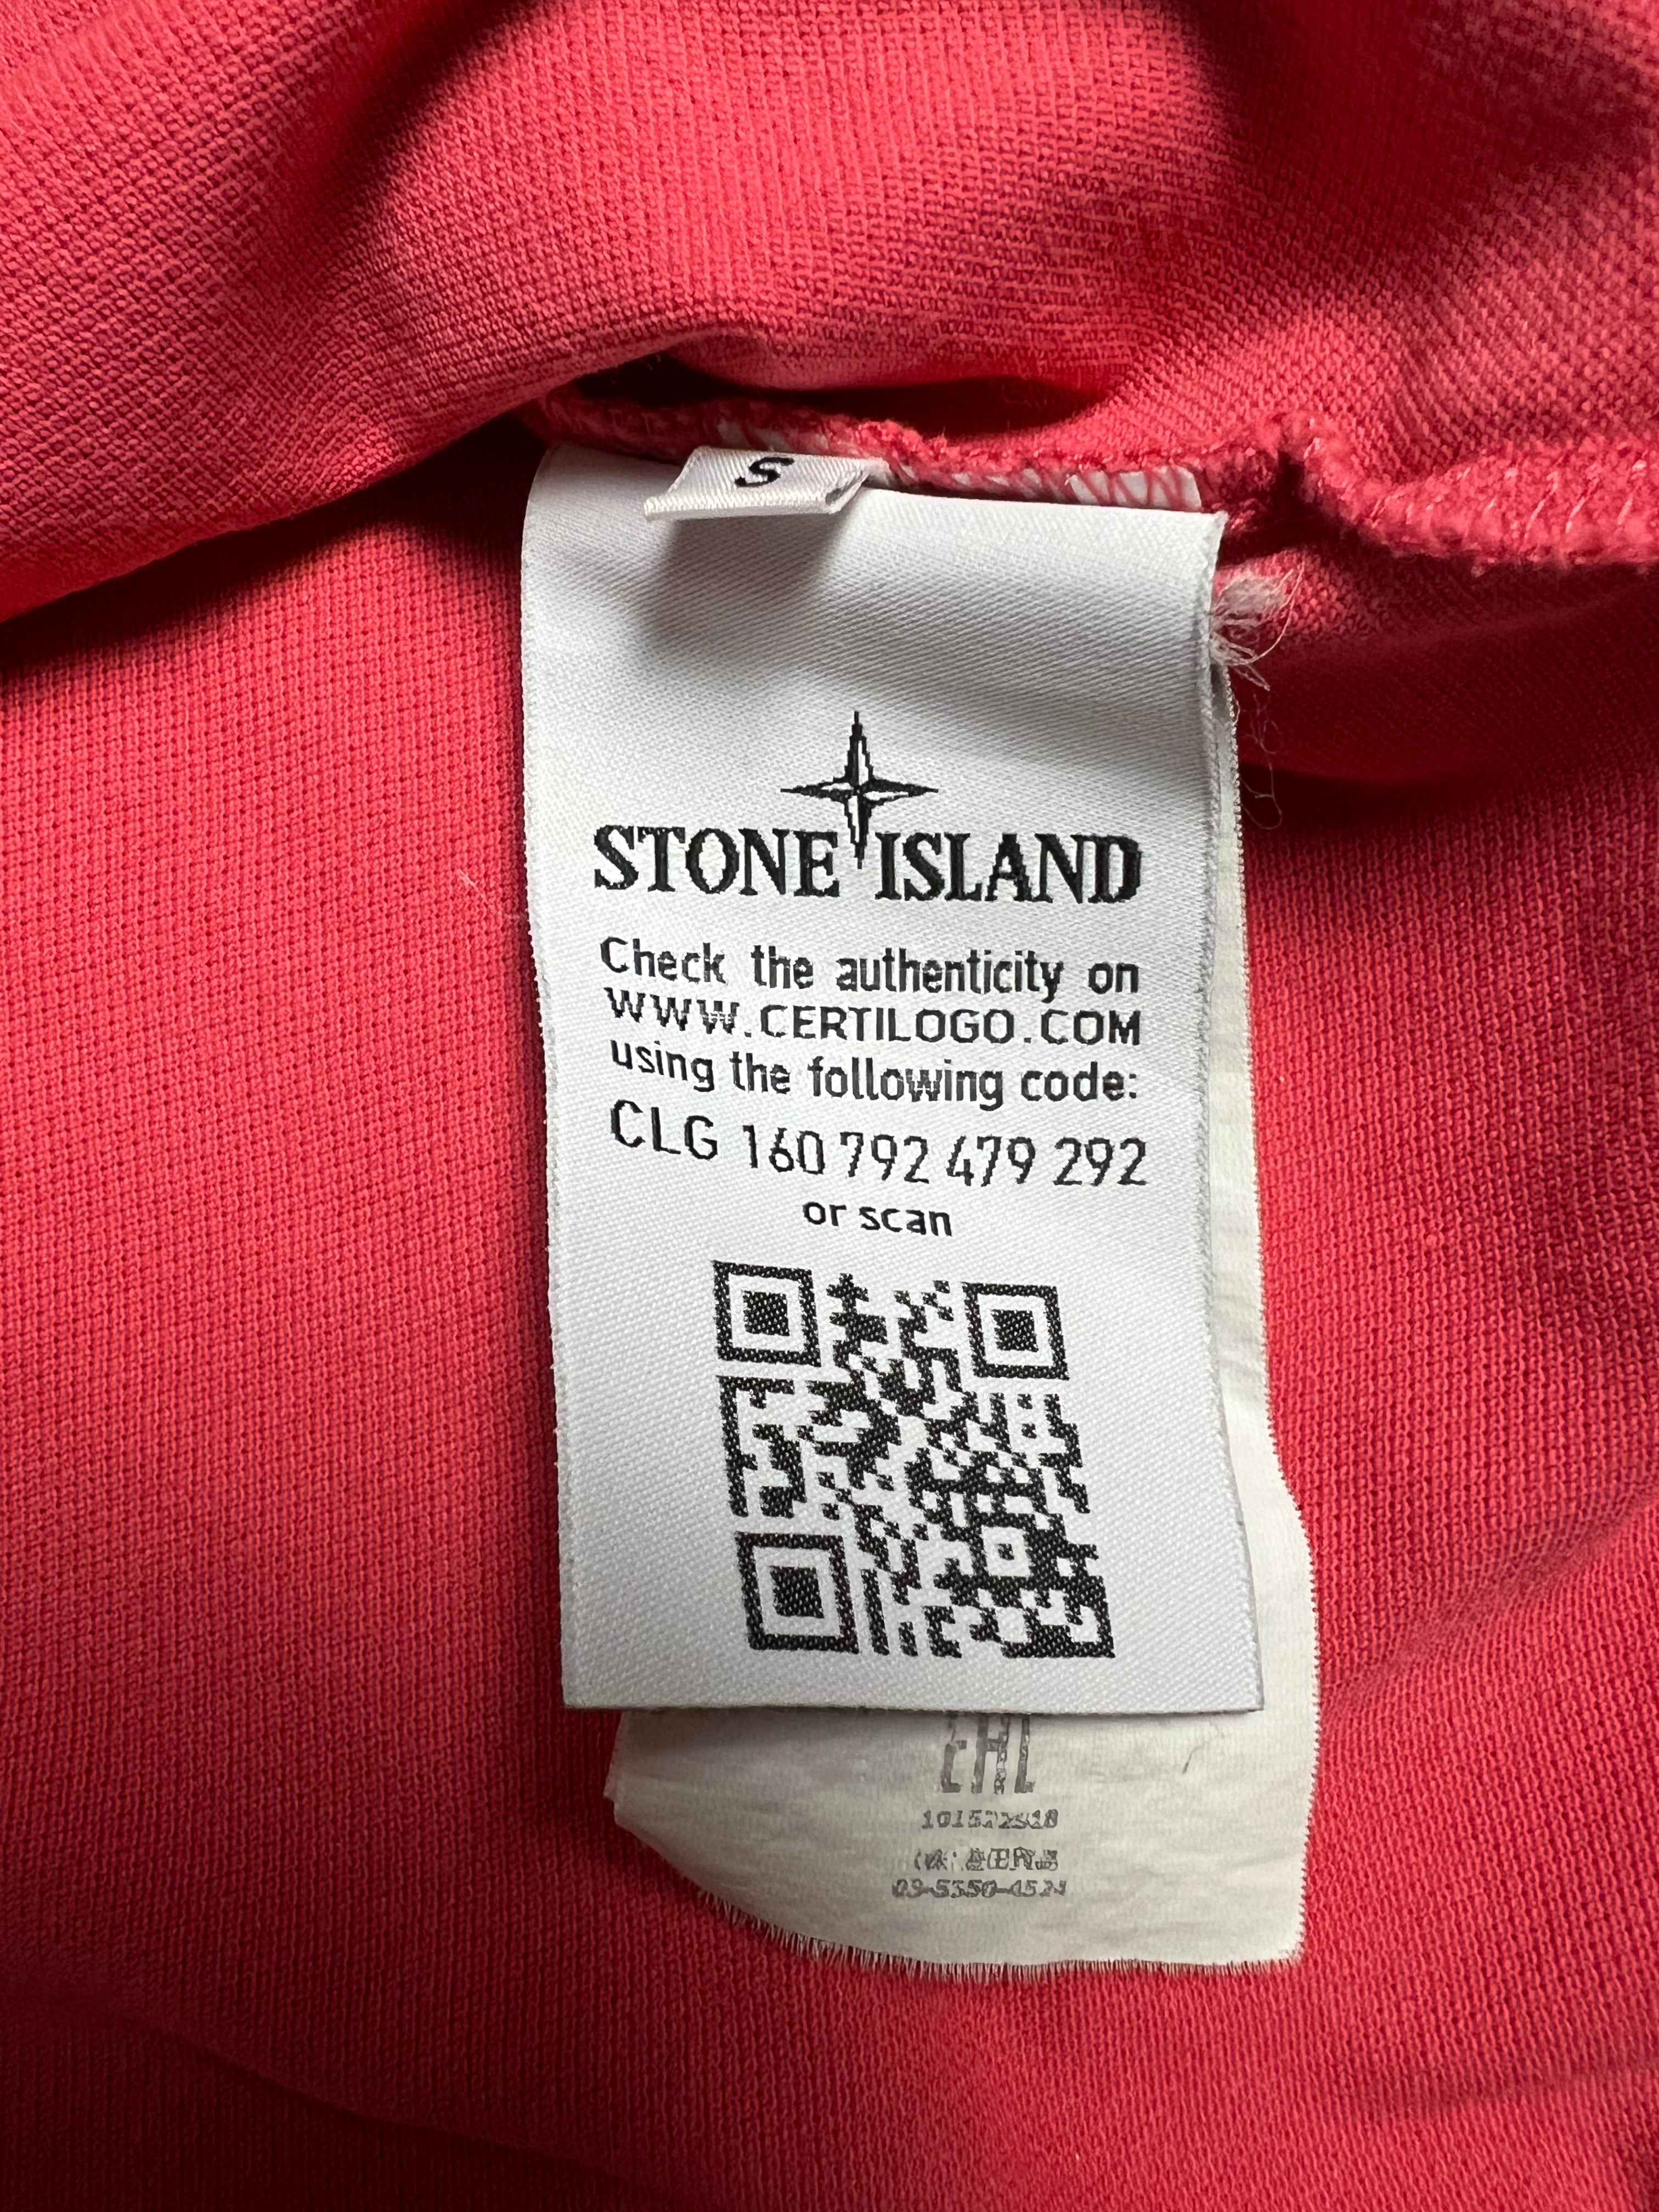 S
STONE ISLAND
Check the authenticity on
WWW.CERTILOGO.COM
using the following code:
CLG 160 792 479 292
or scan
EAC